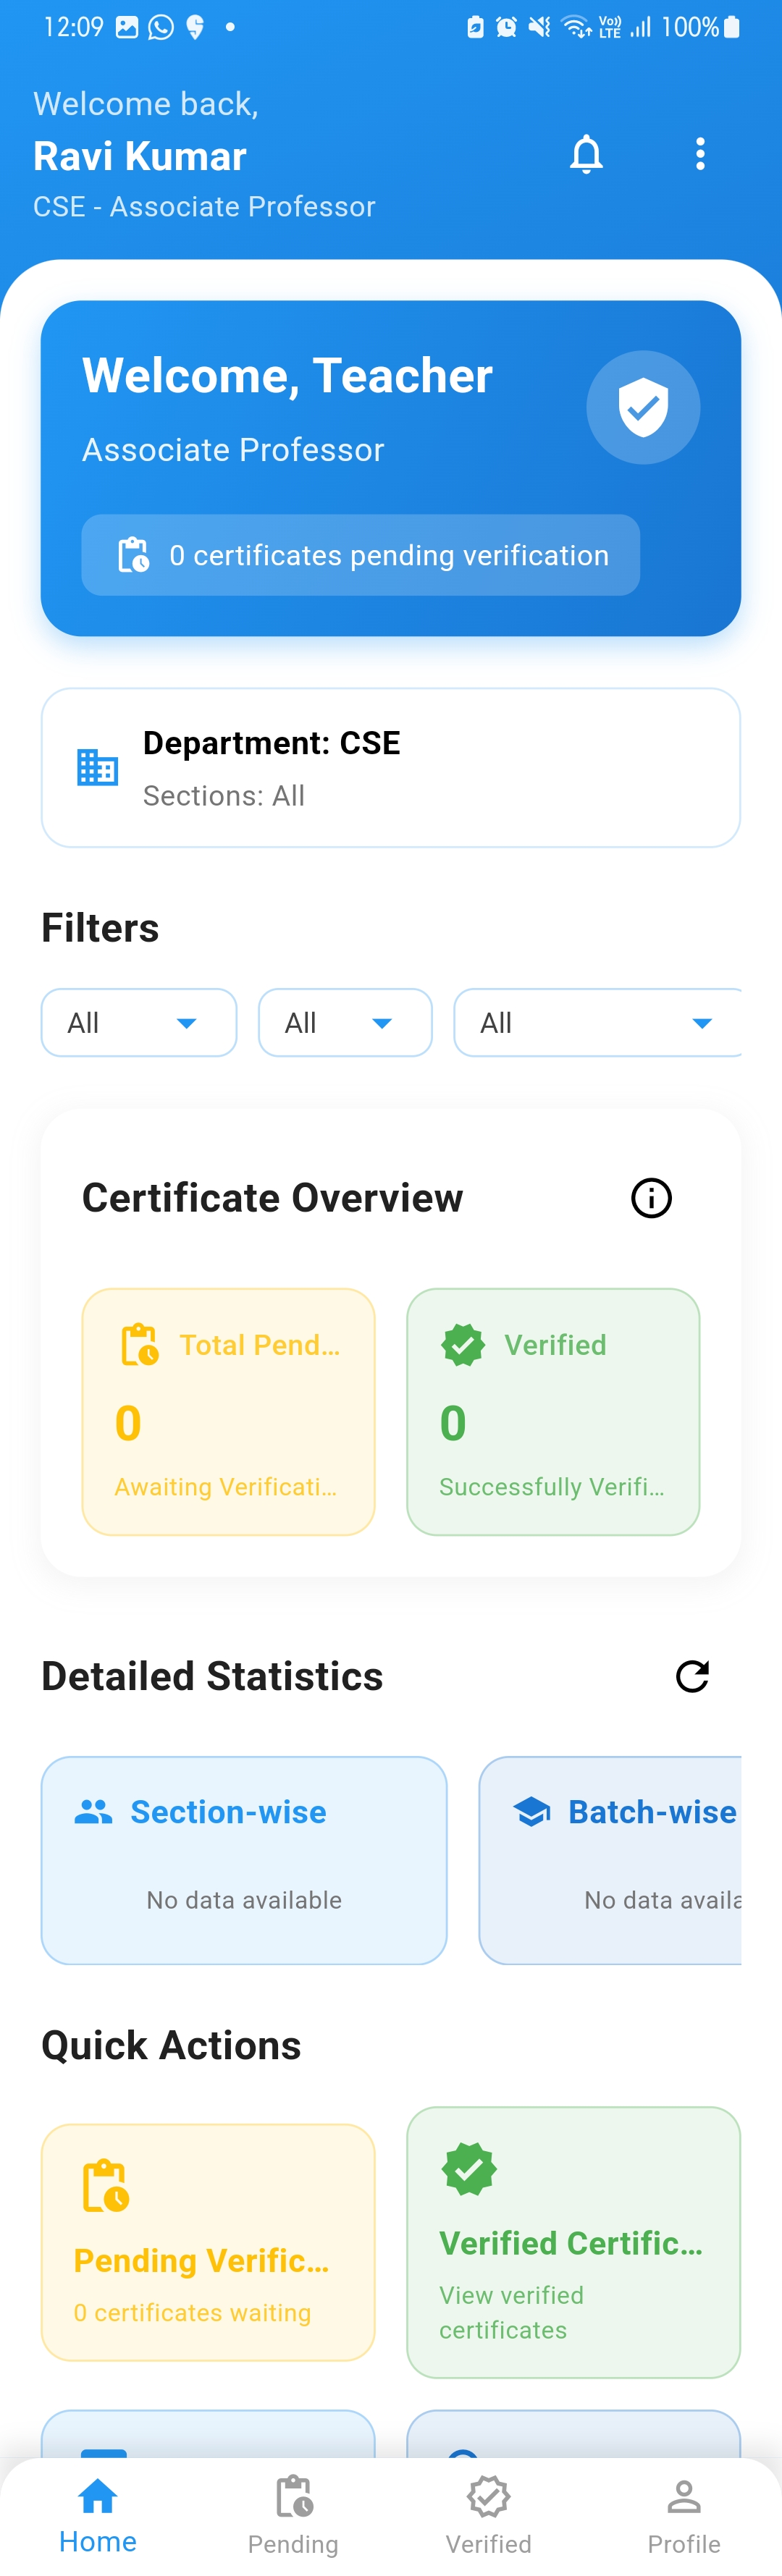 12:09
Vo))
LTE
100%
Welcome back,
Ravi Kumar
CSE - Associate Professor
Welcome, Teacher
Associate Professor
0 certificates pending verification
Department: CSE
Sections: All
Filters
All All All
Certificate Overview
Total Pend... Verified
0 0
Awaiting Verificati... Successfully Verifi...
Detailed Statistics
Section-wise Batch-wise
No data available No data availa
Quick Actions
Pending Verific...
0 certificates waiting
Verified Certific...
View verified
certificates
Home Pending Verified Profile